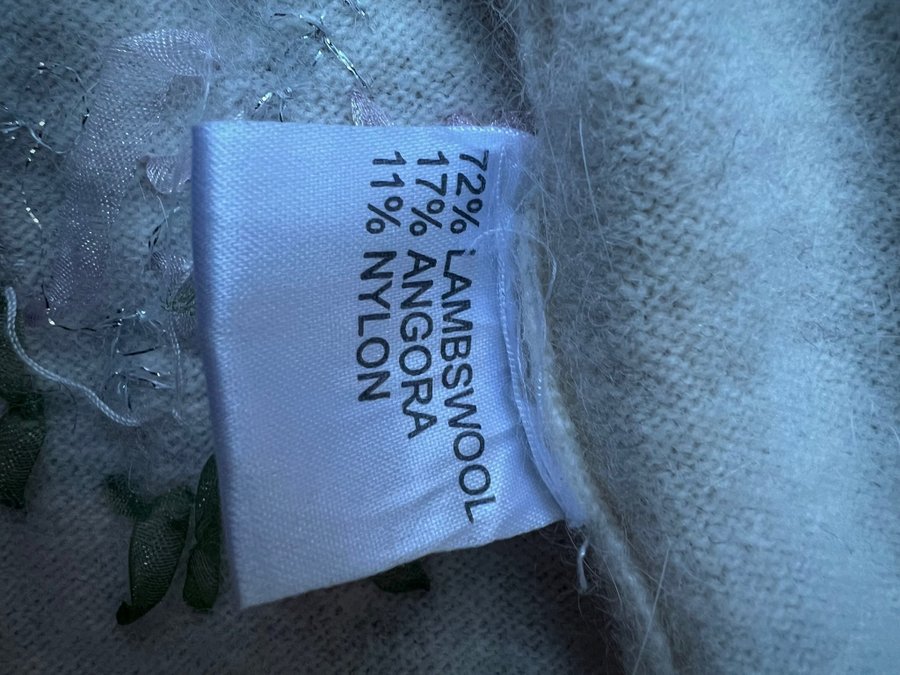 72% LAMBSWOOL
17% ANGORA
11% NYLON